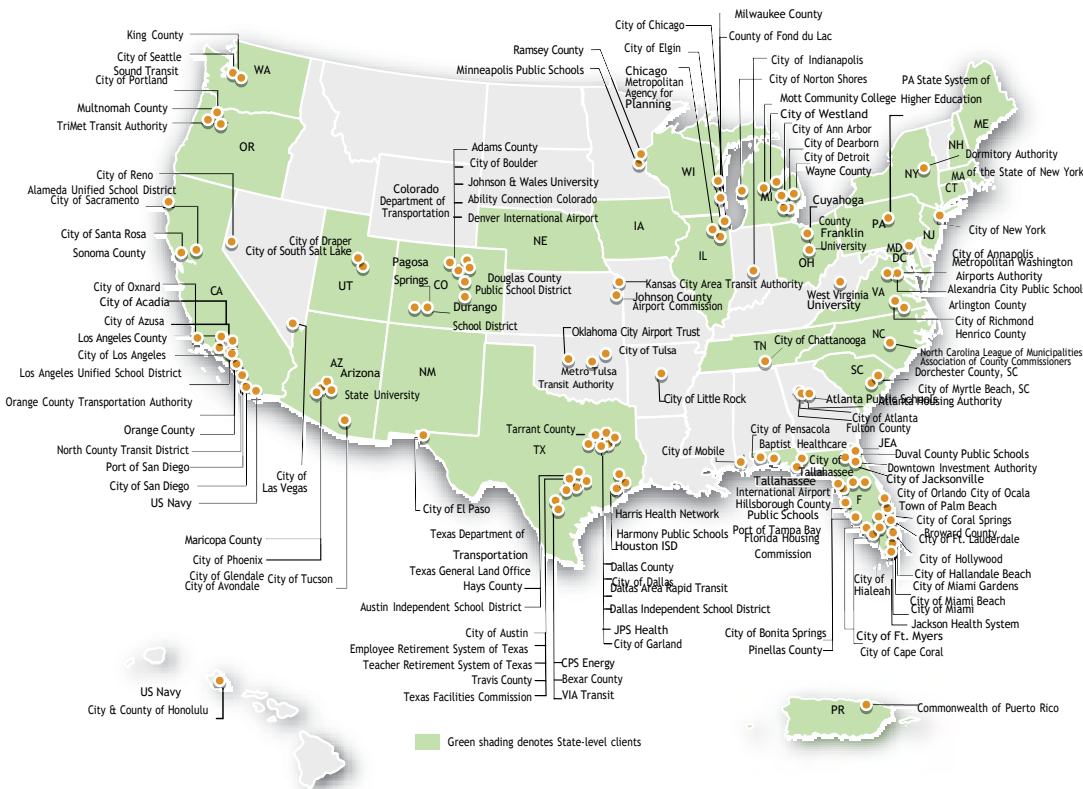 Milwaukee County
City of Chicago
County of Fond du Lac
King County
Ramsey County
City of Elgin
City of Seattle
Sound Transit
City of Portland
WA
Minneapolis Public Schools
Chicago
Metropolitan
Agency for
Planning
City of Indianapolis
City of Norton Shores
PA State System of
Higher Education
Mott Community College
City of Westland
City of Ann Arbor
City of Dearborn
City of Detroit
Wayne County
Multnomah County
TriMet Transit Authority
OR
ME
NH
Dormitory Authority
of the State of New York
NY
MA
CT
WI
MI
Adams County
City of Boulder
Johnson & Wales University
Ability Connection Colorado
Denver International Airport
Colorado
Department of
Transportation
City of Reno
Alameda Unified School District
City of Sacramento
Cuyahoga
County
Franklin
University
OH
PA
NJ
City of New York
City of Santa Rosa
Sonoma County
City of Draper
City of South Salt Lake
NE
IA
IL
MD
DC
City of Annapolis
Metropolitan Washington
Airports Authority
Alexandria City Public School
Pagosa
Springs
CO
Douglas County
Public School District
Durango
School District
UT
Kansas City Area Transit Authority
Johnson County
Airport Commission
West Virginia
University
VA
Arlington County
City of Richmond
Henrico County
City of Oxnard
CA
City of Acadia
City of Azusa
Los Angeles County
City of Los Angeles
Los Angeles Unified School District
Orange County Transportation Authority
Orange County
North County Transit District
Port of San Diego
City of San Diego
US Navy
City of
Las Vegas
AZ
Arizona
State University
NM
Oklahoma City Airport Trust
City of Tulsa
Metro Tulsa
Transit Authority
City of Little Rock
TN
City of Chattanooga
NC
North Carolina League of Municipalities
Association of County Commissioners
SC
Dorchester County, SC
City of Myrtle Beach, SC
Atlanta Public Schools
Atlanta Housing Authority
City of Atlanta
Fulton County
Tarrant County
TX
City of El Paso
City of Mobile
City of Pensacola
Baptist Healthcare
City of
Tallahassee
Tallahassee
International Airport
Hillsborough County
Public Schools
Port of Tampa Bay
Florida Housing
Commission
JEA
Duval County Public Schools
Downtown Investment Authority
City of Jacksonville
F
City of Orlando
City of Ocala
Town of Palm Beach
City of Coral Springs
Broward County
City of Ft. Lauderdale
City of Hollywood
City of Hallandale Beach
City of Miami Gardens
City of Miami Beach
City of Miami
Jackson Health System
City of
Hialeah
City of Bonita Springs
Pinellas County
City of Ft. Myers
City of Cape Coral
Maricopa County
City of Phoenix
City of Glendale
City of Avondale
City of Tucson
Texas Department of
Transportation
Texas General Land Office
Hays County
Austin Independent School District
City of Austin
Employee Retirement System of Texas
Teacher Retirement System of Texas
Travis County
Texas Facilities Commission
Harris Health Network
Harmony Public Schools
Houston ISD
Dallas County
City of Dallas
Dallas Area Rapid Transit
Dallas Independent School District
JPS Health
City of Garland
CPS Energy
Bexar County
VIA Transit
US Navy
City & County of Honolulu
PR
Commonwealth of Puerto Rico
Green shading denotes State-level clients